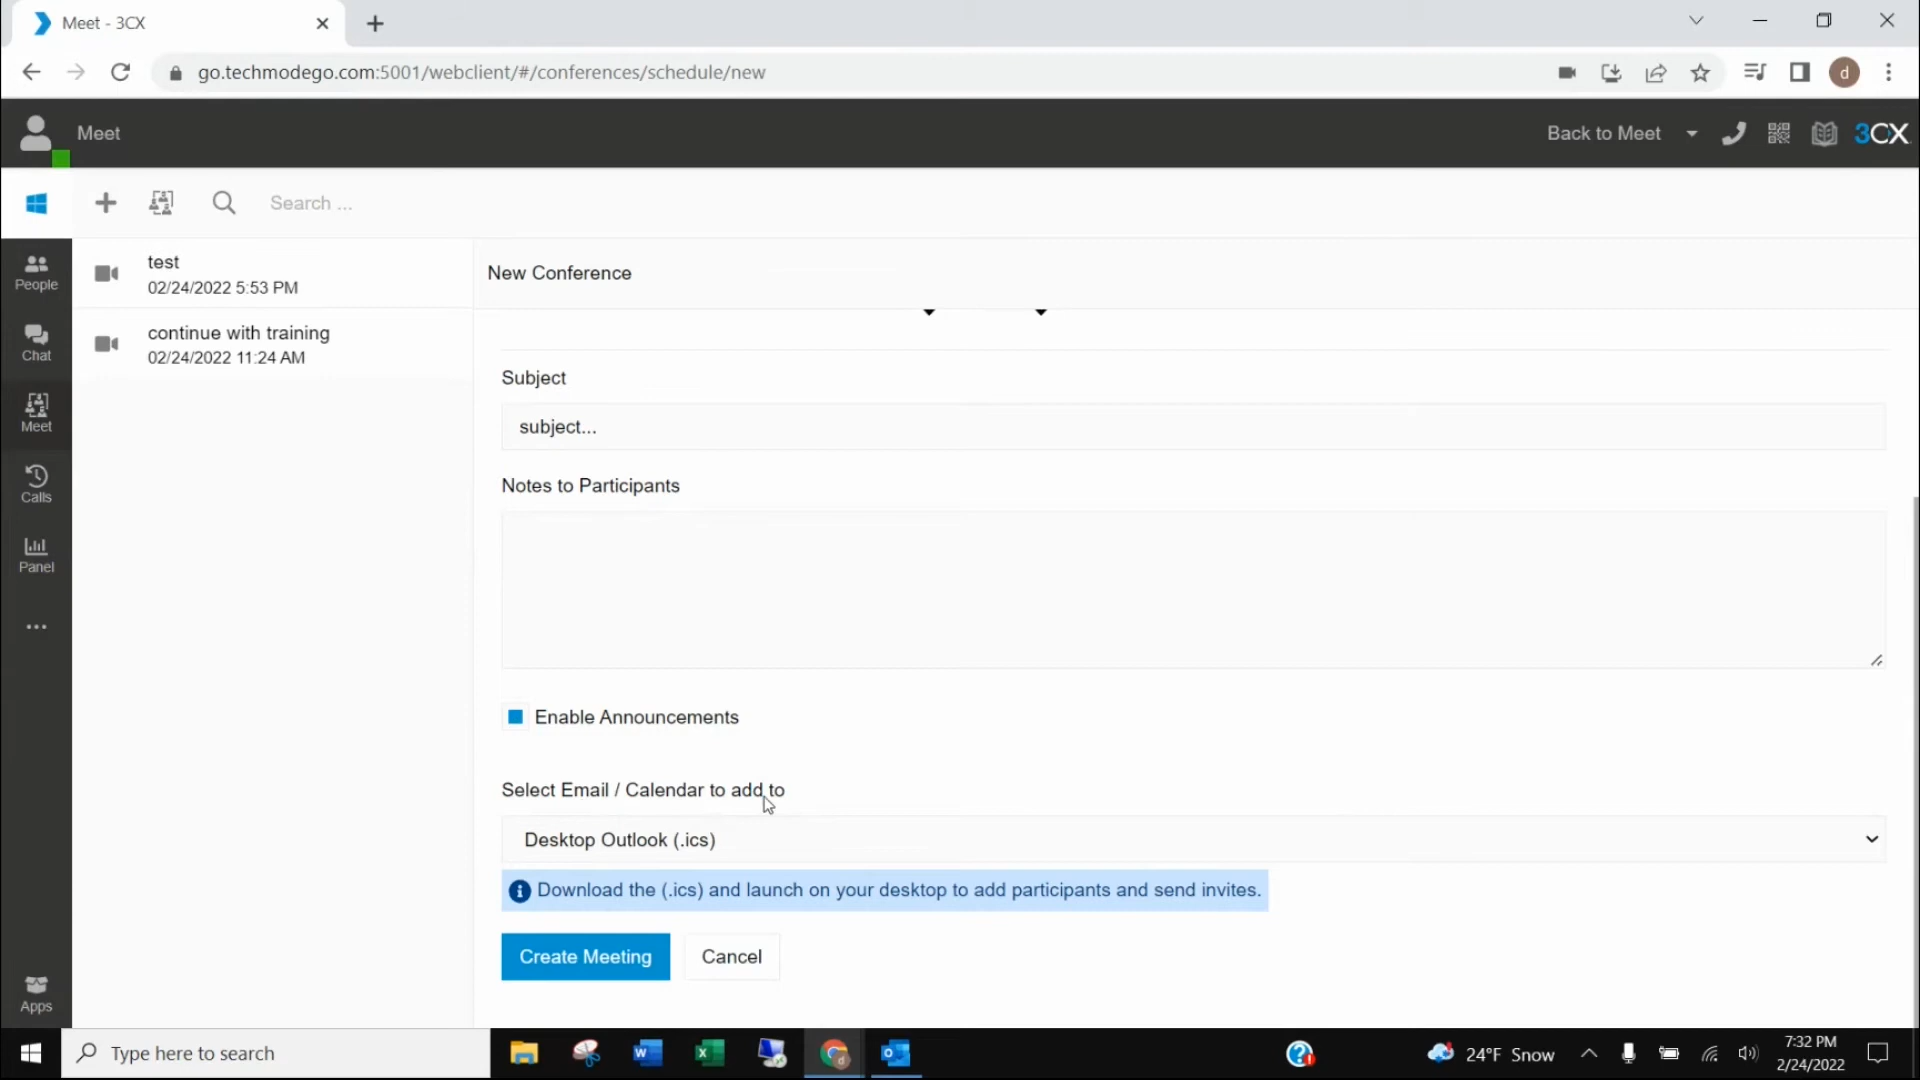 Meet - 3CX
go.techmodego.com:5001/webclient/#/conferences/schedule/new
d
Meet
Back to Meet
3CX
Search ...
People
Chat
Meet
Calls
Panel
Apps
test
02/24/2022 5:53 PM
continue with training
02/24/2022 11:24 AM
New Conference
Subject
subject...
Notes to Participants
Enable Announcements
Select Email / Calendar to add to
Desktop Outlook (.ics)
Download the (.ics) and launch on your desktop to add participants and send invites.
Create Meeting
Cancel
Type here to search
24°F Snow
7:32 PM
2/24/2022